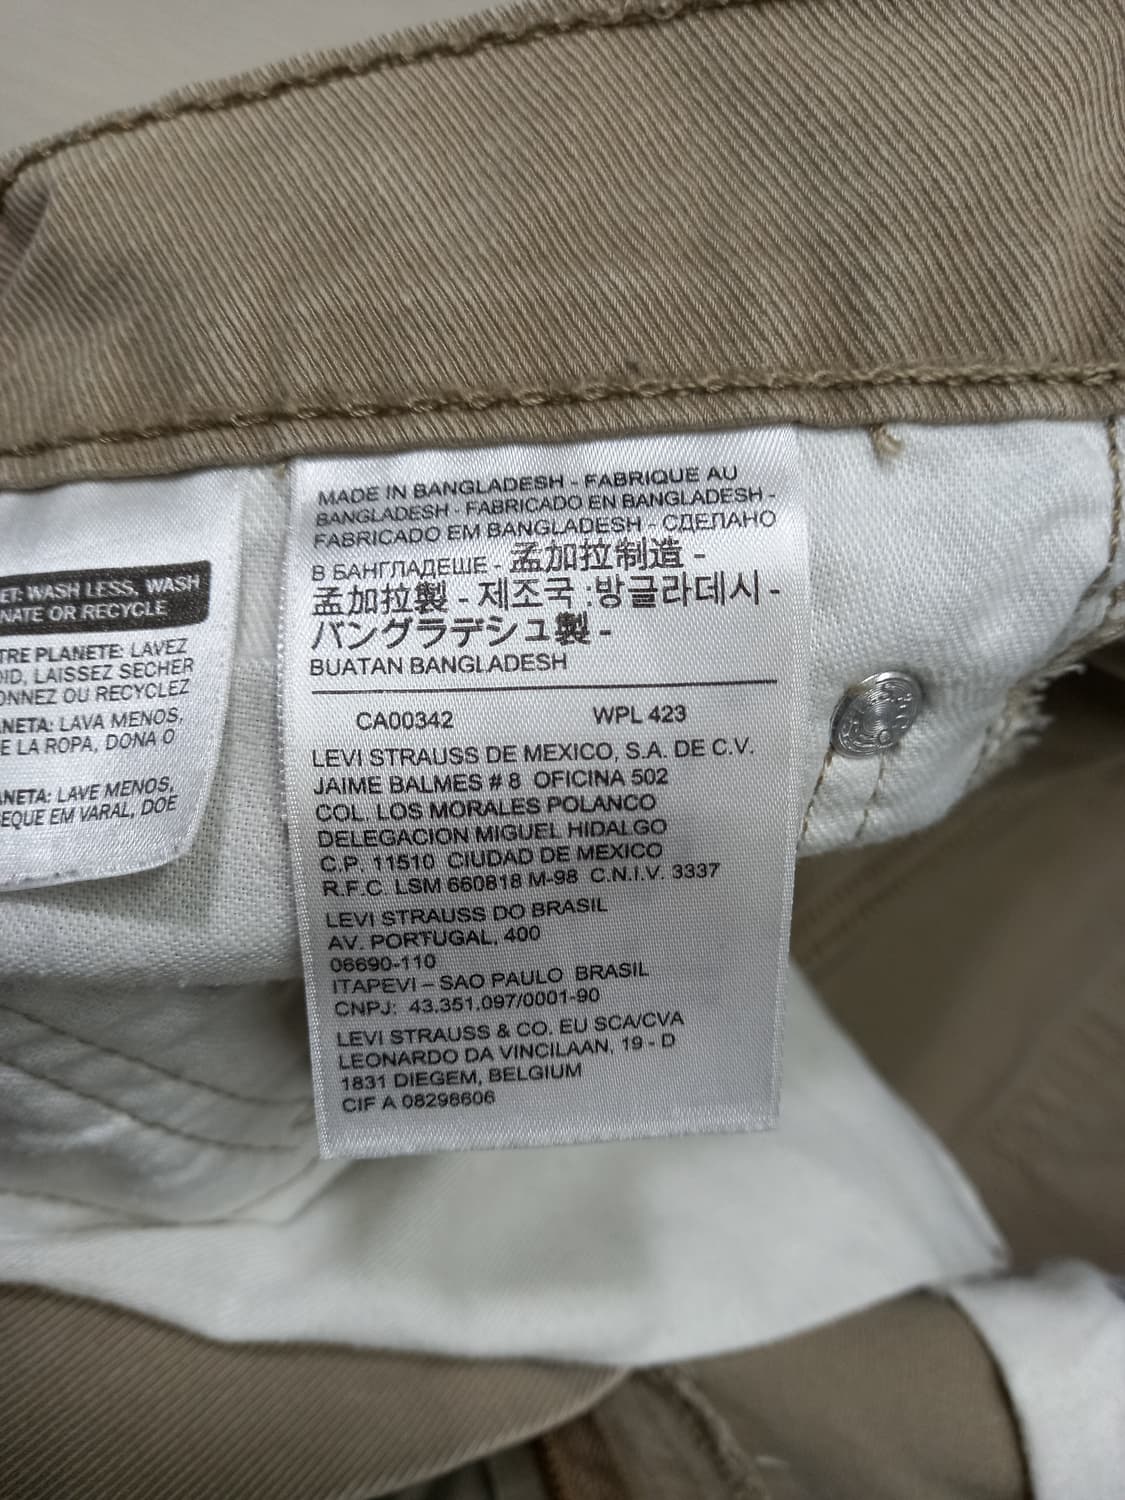 ET: WASH LESS, WASH
NATE OR RECYCLE
TRE PLANETE: LAVEZ
OID, LAISSEZ SECHER
ONNEZ OU RECYCLEZ
NETA: LAVA MENOS,
E LA ROPA, DONA O
NETA: LAVE MENOS,
EQUE EM VARAL, DOE
MADE IN BANGLADESH - FABRIQUE AU
BANGLADESH - FABRICADO EN BANGLADESH -
FABRICADO EM BANGLADESH - СДЕЛАНО
В БАНГЛАДЕШЕ - 孟加拉制造 -
孟加拉製 - 제조국 :방글라데시 -
バングラデシュ製 -
BUATAN BANGLADESH
CA00342 WPL 423
LEVI STRAUSS DE MEXICO, S.A. DE C.V.
JAIME BALMES # 8 OFICINA 502
COL. LOS MORALES POLANCO
DELEGACION MIGUEL HIDALGO
C.P. 11510 CIUDAD DE MEXICO
R.F.C. LSM 660818 M-98 C.N.I.V. 3337
LEVI STRAUSS DO BRASIL
AV. PORTUGAL, 400
06690-110
ITAPEVI – SAO PAULO BRASIL
CNPJ: 43.351.097/0001-90
LEVI STRAUSS & CO. EU SCA/CVA
LEONARDO DA VINCILAAN, 19 - D
1831 DIEGEM, BELGIUM
CIF A 08298606